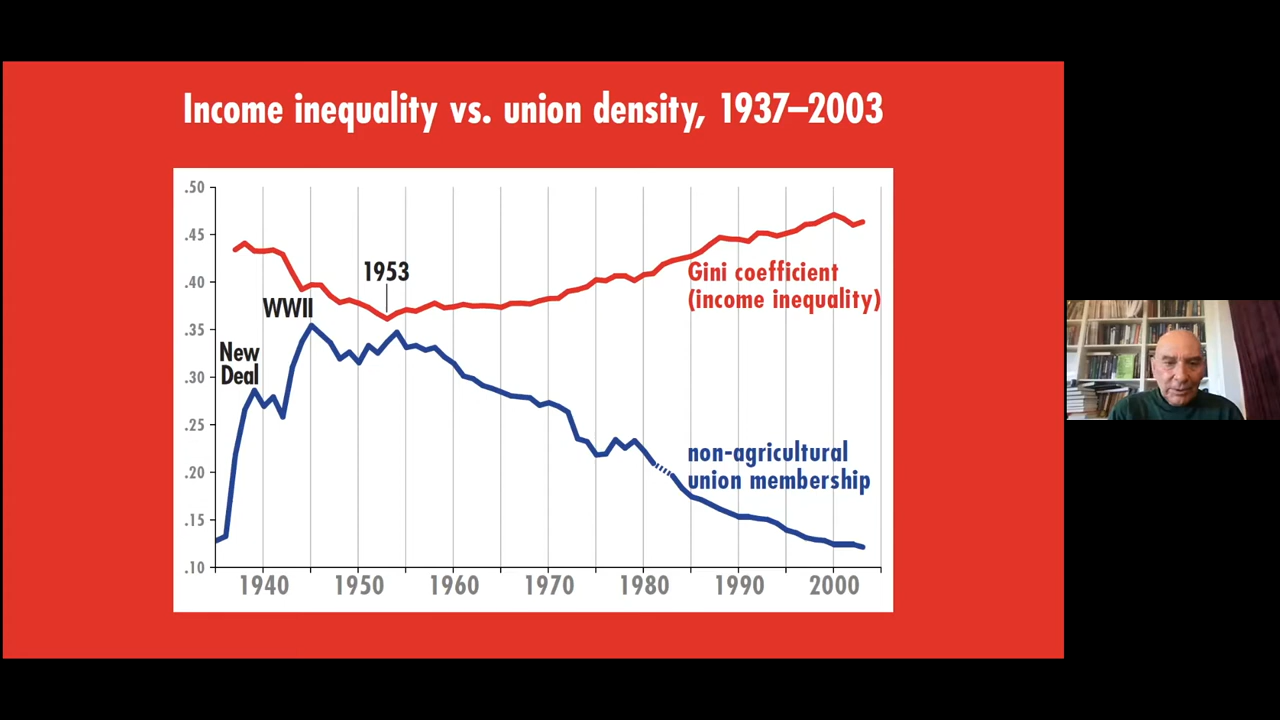 Income inequality vs. union density, 1937–2003
.50
.45
.40
.35
.30
.25
.20
.15
.10
1953
WWII
New
Deal
Gini coefficient
(income inequality)
non-agricultural
union membership
1940 1950 1960 1970 1980 1990 2000